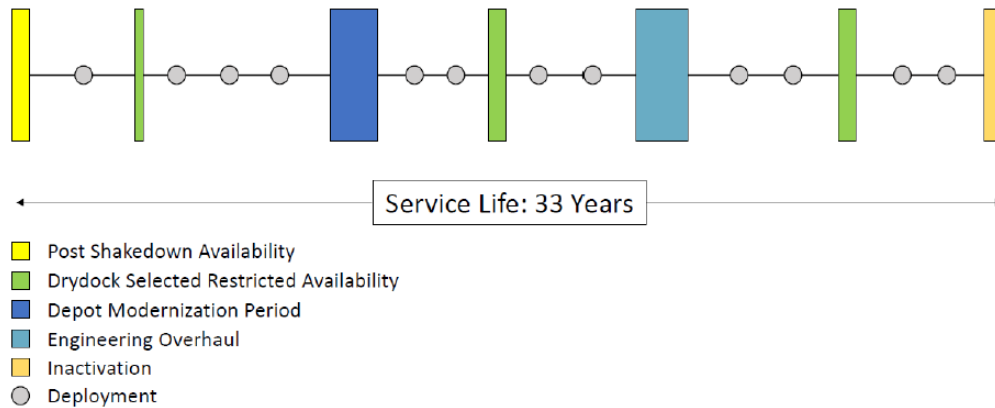 Service Life: 33 Years
Post Shakedown Availability
Drydock Selected Restricted Availability
Depot Modernization Period
Engineering Overhaul
Inactivation
Deployment